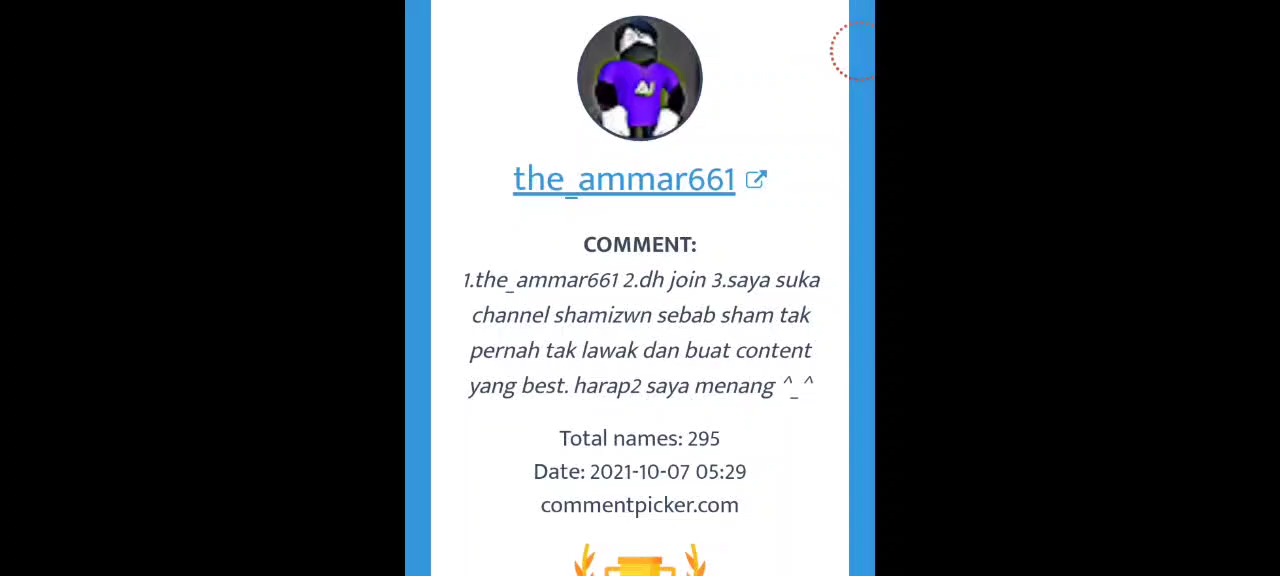 AJ
the_ammar661
COMMENT:
1.the_ammar661 2.dh join 3.saya suka
channel shamizwn sebab sham tak
pernah tak lawak dan buat content
yang best. harap2 saya menang ^_^
Total names: 295
Date: 2021-10-07 05:29
commentpicker.com